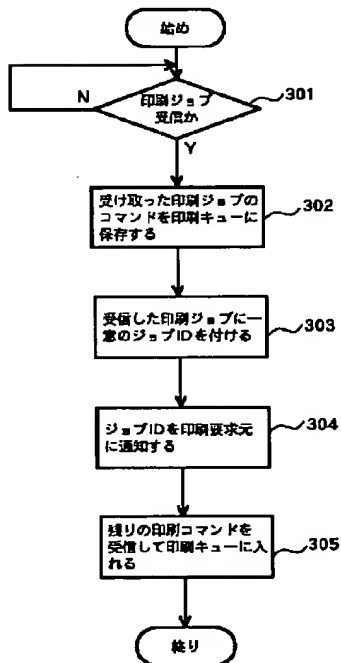 始め
印刷ジョブ
受信か
301
N
Y
受け取った印刷ジョブの
コマンドを印刷キューに
保存する
302
受信した印刷ジョブに一
意のジョブIDを付ける
303
ジョブIDを印刷要求元
に通知する
304
残りの印刷コマンドを
受信して印刷キューに入
れる
305
終り